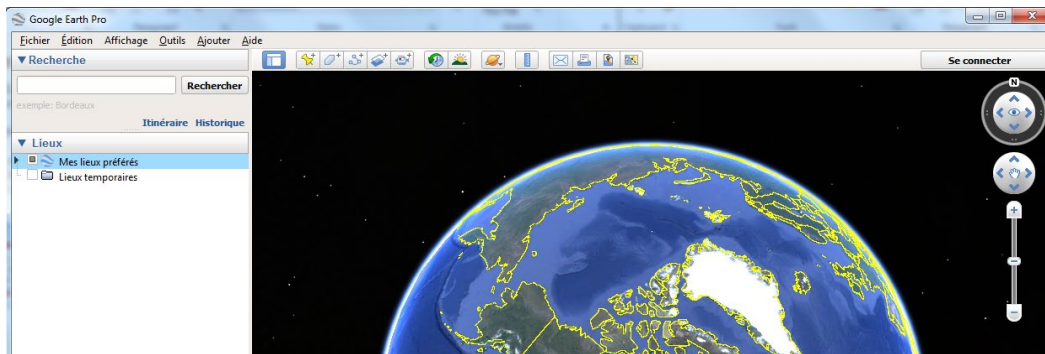 Google Earth Pro
Fichier Édition Affichage Outils Ajouter Aide
▼ Recherche
Se connecter
Rechercher
exemple: Bordeaux
Itinéraire Historique
▼ Lieux
Mes lieux préférés
Lieux temporaires
N